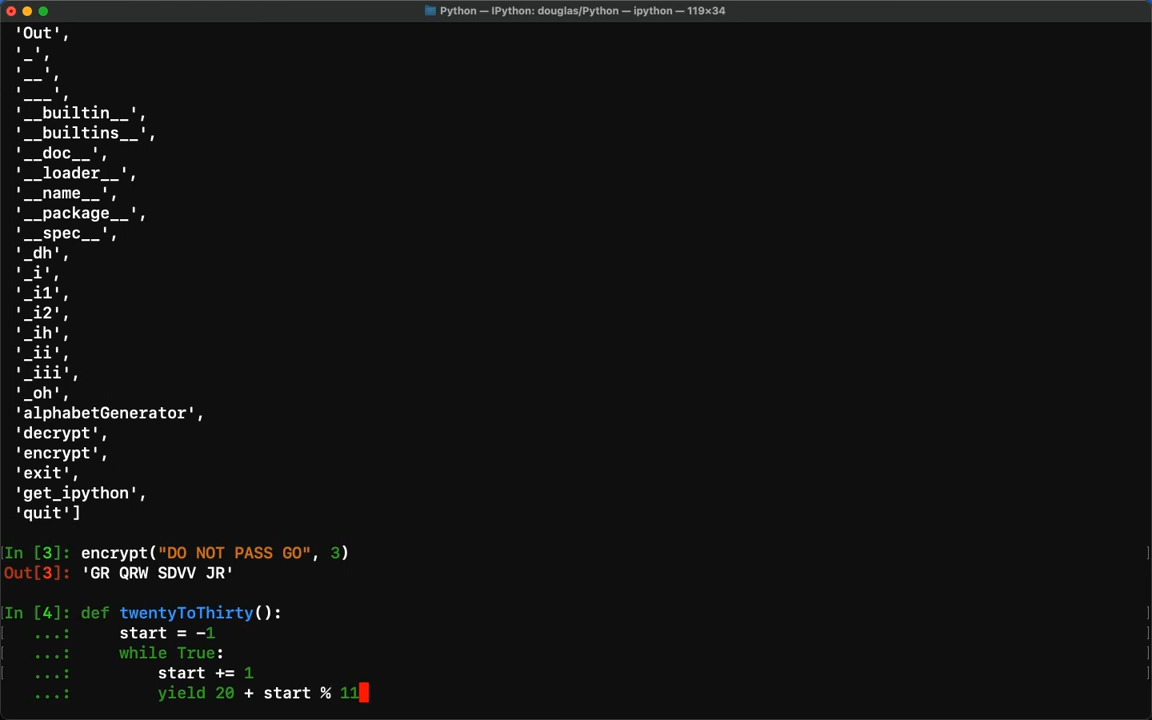 Python — IPython: douglas/Python — ipython — 119×34
'Out',
'_',
'__',
'___',
'__builtin__',
'__builtins__',
'__doc__',
'__loader__',
'__name__',
'__package__',
'__spec__',
'_dh',
'_i',
'_i1',
'_i2',
'_ih',
'_ii',
'_iii',
'_oh',
'alphabetGenerator',
'decrypt',
'encrypt',
'exit',
'get_ipython',
'quit']
In [3]: encrypt("DO NOT PASS GO", 3)
Out[3]: 'GR QRW SDVV JR'
In [4]: def twentyToThirty():
...: start = -1
...: while True:
...: start += 1
...: yield 20 + start % 11